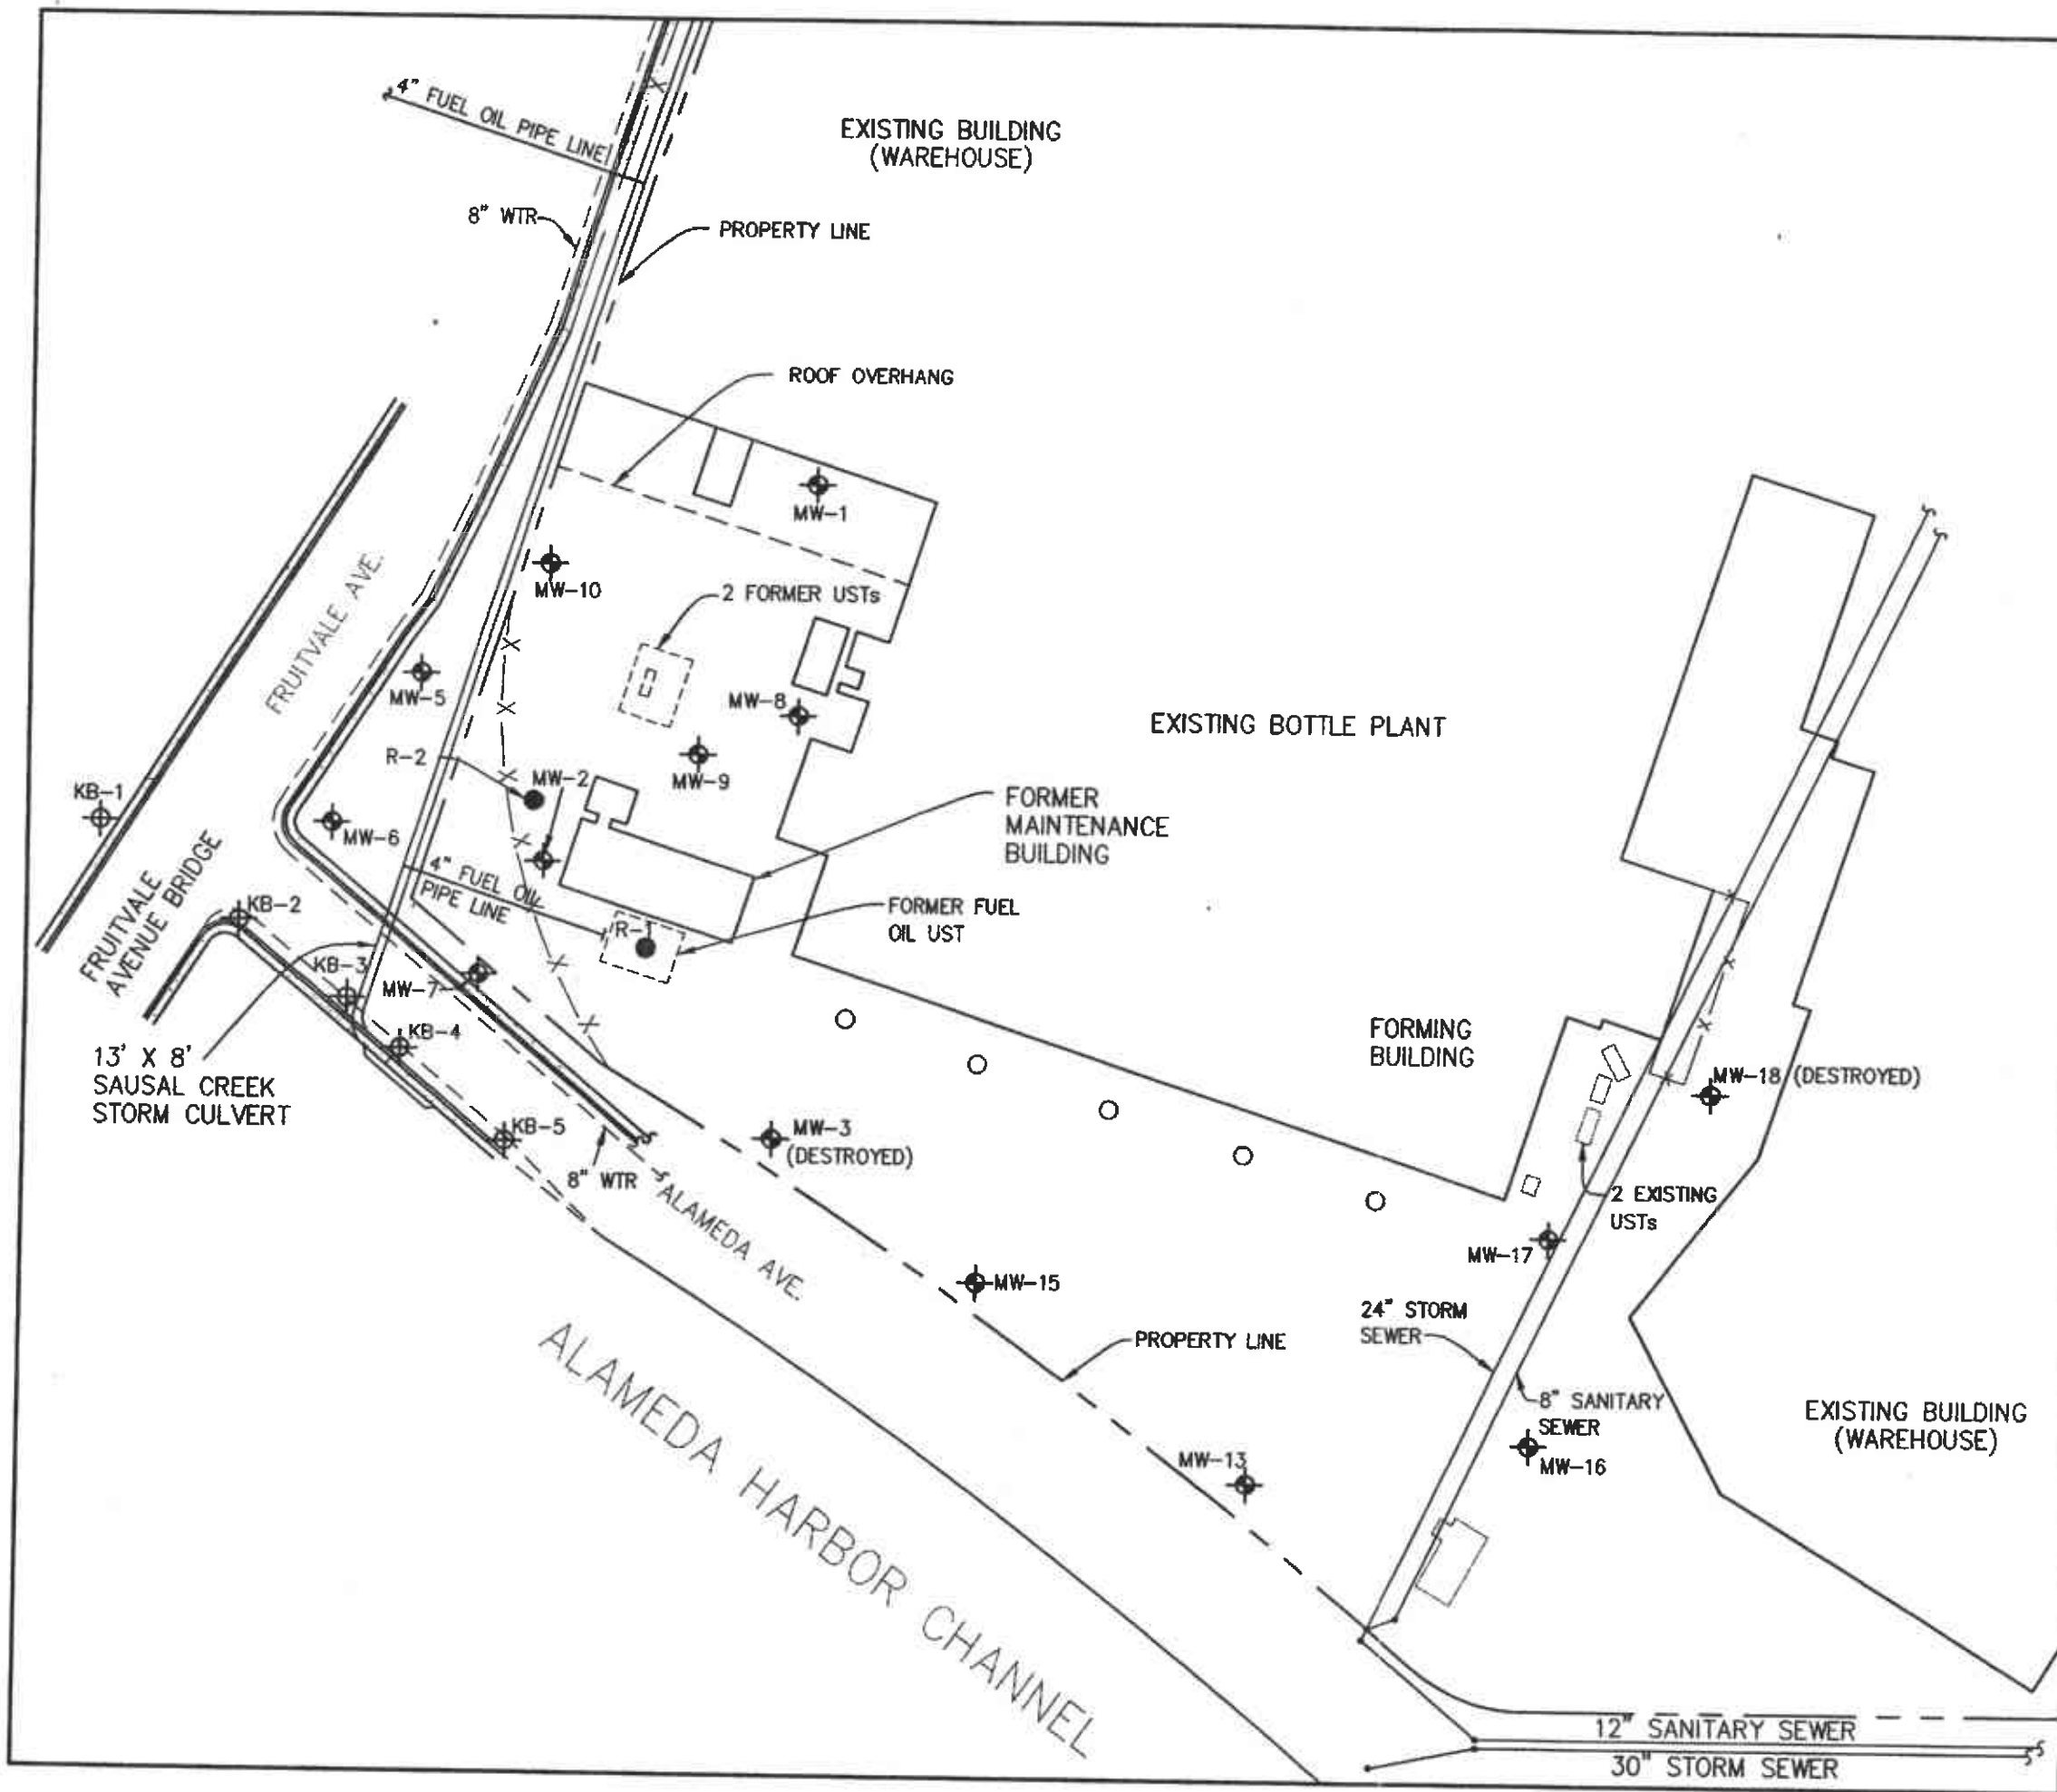 4" FUEL OIL PIPE LINE
EXISTING BUILDING
(WAREHOUSE)
8" WTR
PROPERTY LINE
ROOF OVERHANG
MW-1
MW-10
2 FORMER USTs
FRUITVALE AVE.
MW-5
MW-8
EXISTING BOTTLE PLANT
R-2
MW-2
MW-9
KB-1
MW-6
FORMER
MAINTENANCE
BUILDING
4" FUEL OIL
PIPE LINE
FRUITVALE
AVENUE BRIDGE
KB-2
FORMER FUEL
OIL UST
R-1
KB-3
MW-7
KB-4
13' X 8'
SAUSAL CREEK
STORM CULVERT
FORMING
BUILDING
MW-18 (DESTROYED)
KB-5
MW-3
(DESTROYED)
8" WTR
ALAMEDA AVE.
2 EXISTING
USTs
MW-17
MW-15
24" STORM
SEWER
PROPERTY LINE
8" SANITARY
SEWER
EXISTING BUILDING
(WAREHOUSE)
MW-13
MW-16
ALAMEDA HARBOR CHANNEL
12" SANITARY SEWER
30" STORM SEWER